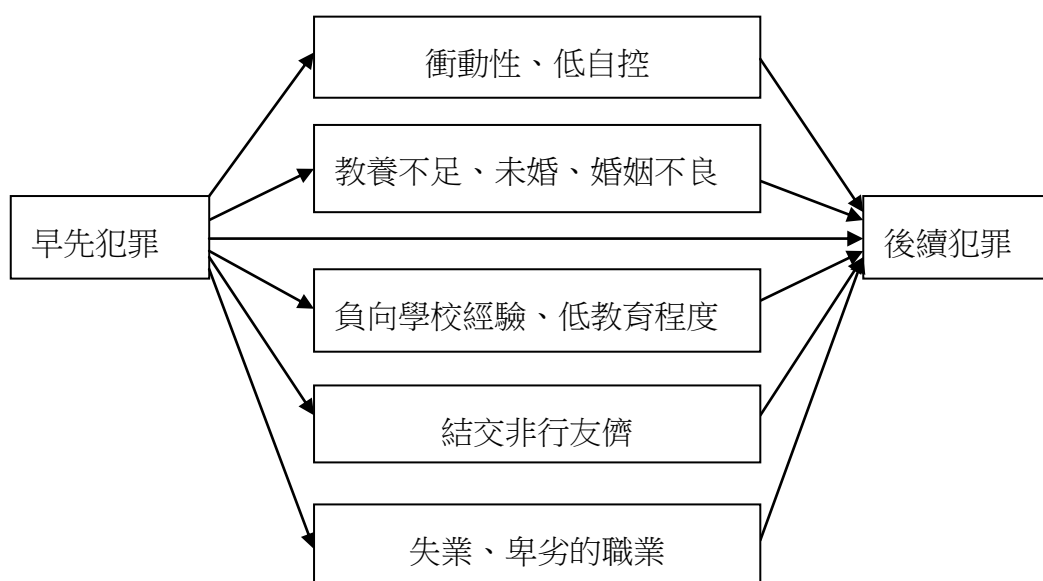 衝動性、低自控
教養不足、未婚、婚姻不良
早先犯罪
後續犯罪
負向學校經驗、低教育程度
結交非行友儕
失業、卑劣的職業